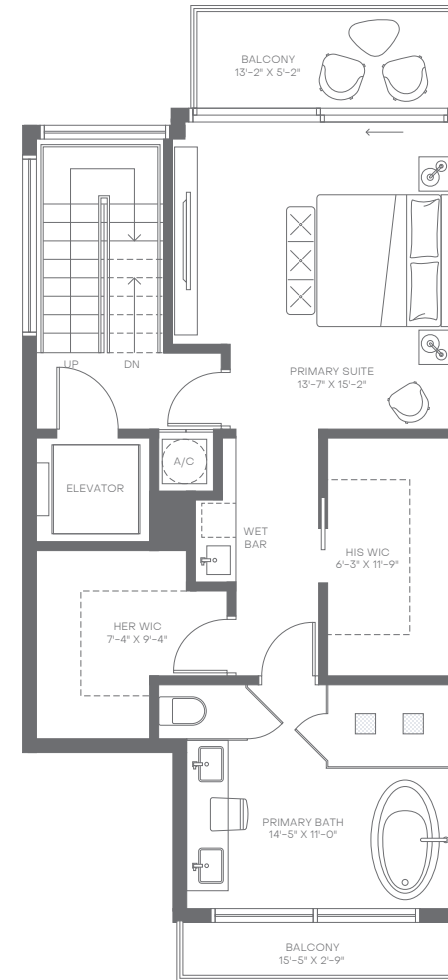 BALCONY
13'-2" X 5'-2"
UP
DN
PRIMARY SUITE
13'-7" X 15'-2"
A/C
ELEVATOR
WET
BAR
HIS WIC
6'-3" X 11'-9"
HER WIC
7'-4" X 9'-4"
PRIMARY BATH
14'-5" X 11'-0"
BALCONY
15'-5" X 2'-9"